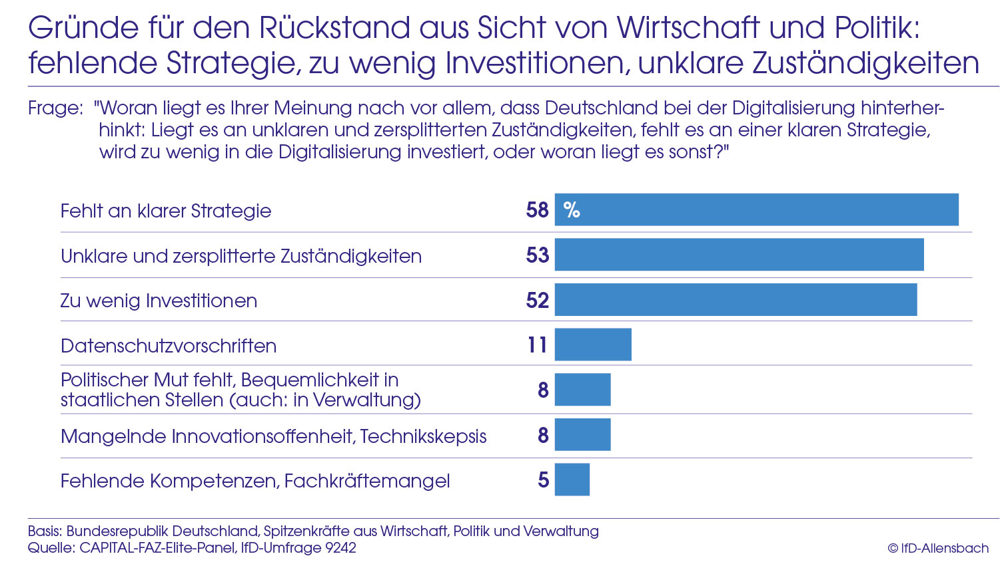 Gründe für den Rückstand aus Sicht von Wirtschaft und Politik:
fehlende Strategie, zu wenig Investitionen, unklare Zuständigkeiten
Frage: "Woran liegt es Ihrer Meinung nach vor allem, dass Deutschland bei der Digitalisierung hinterher-
hinkt: Liegt es an unklaren und zersplitterten Zuständigkeiten, fehlt es an einer klaren Strategie,
wird zu wenig in die Digitalisierung investiert, oder woran liegt es sonst?"
Fehlt an klarer Strategie 58 %
Unklare und zersplitterte Zuständigkeiten 53
Zu wenig Investitionen 52
Datenschutzvorschriften 11
Politischer Mut fehlt, Bequemlichkeit in
staatlichen Stellen (auch: in Verwaltung) 8
Mangelnde Innovationsoffenheit, Technikskepsis 8
Fehlende Kompetenzen, Fachkräftemangel 5
Basis: Bundesrepublik Deutschland, Spitzenkräfte aus Wirtschaft, Politik und Verwaltung
Quelle: CAPITAL-FAZ-Elite-Panel, IfD-Umfrage 9242
© IfD-Allensbach